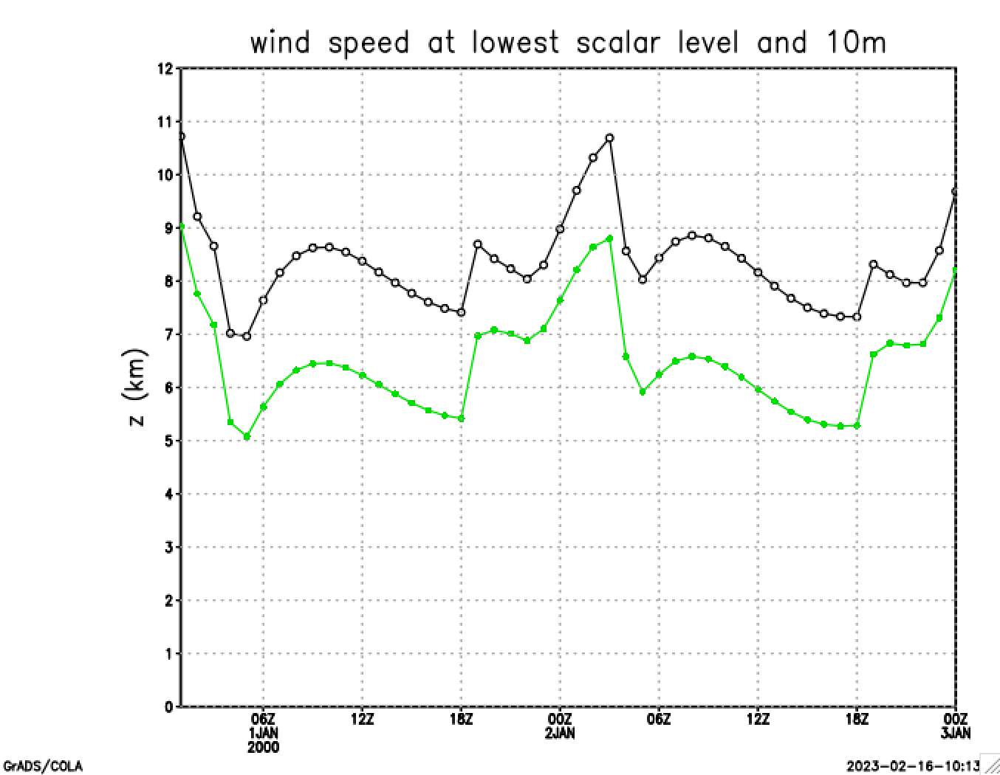 wind speed at lowest scalar level and 10m
12
11
10
9
8
7
6
5
4
3
2
1
0
z (km)
06Z 12Z 18Z 00Z 06Z 12Z 18Z 00Z
1JAN 2JAN 3JAN
2000
GrADS/COLA 2023-02-16-10:13